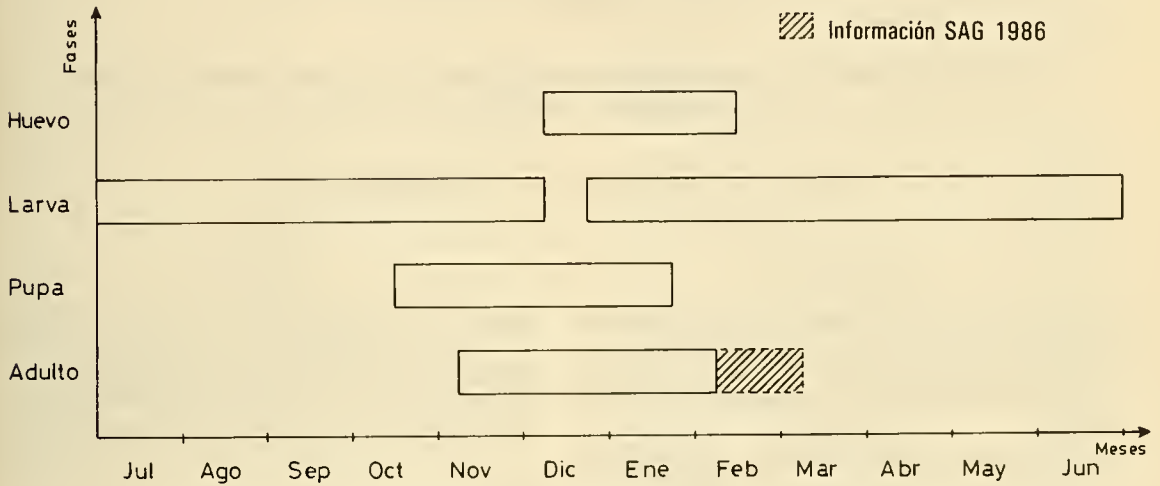 Fases
Información SAG 1986
Huevo
Larva
Pupa
Adulto
Meses
Jul Ago Sep Oct Nov Dic Ene Feb Mar Abr May Jun